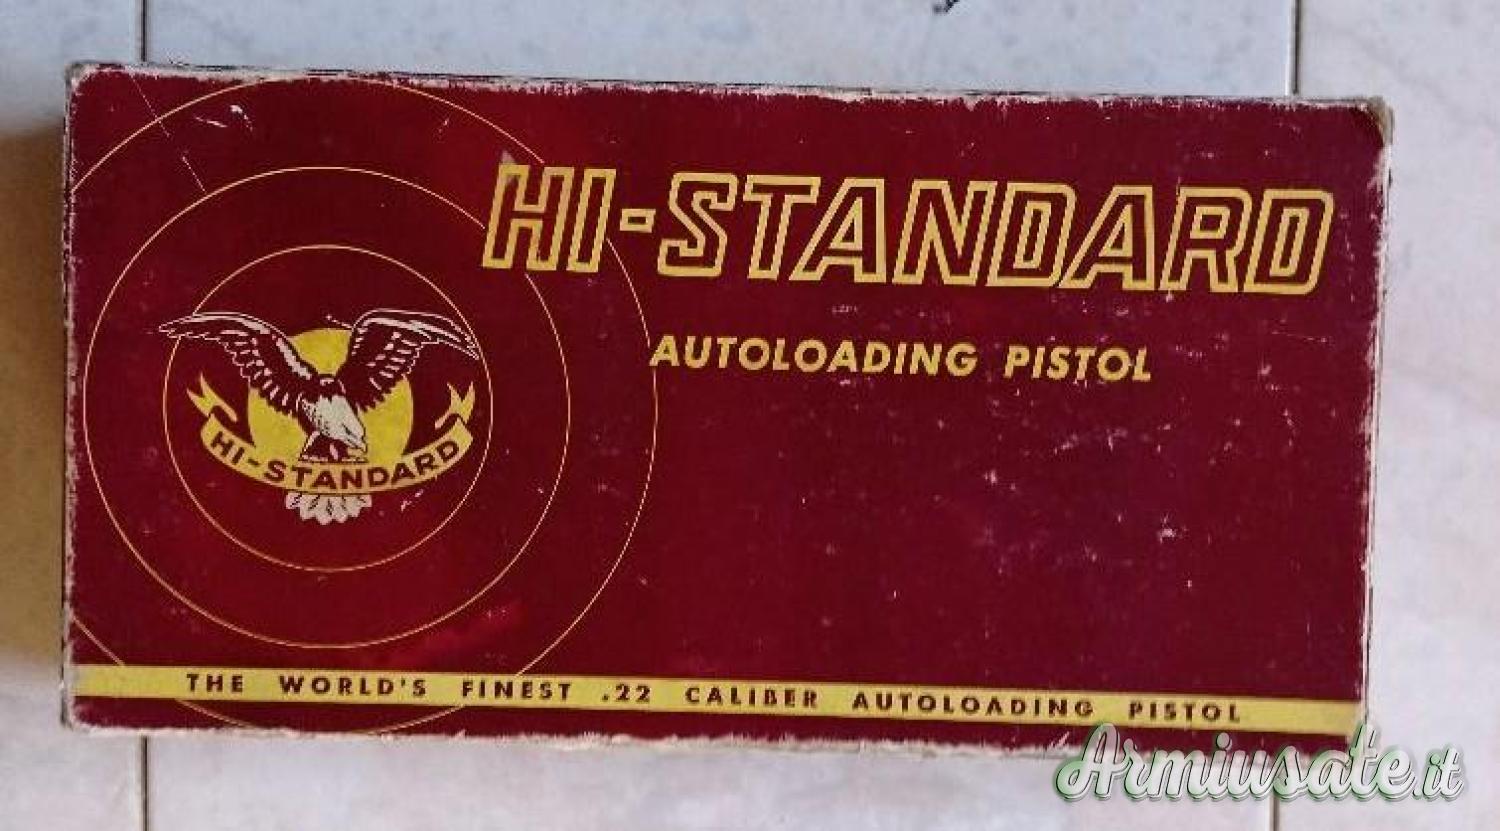 HI-STANDARD
AUTOLOADING PISTOL
HI-STANDARD
THE WORLD'S FINEST .22 CALIBER AUTOLOADING PISTOL
Armiusate.it